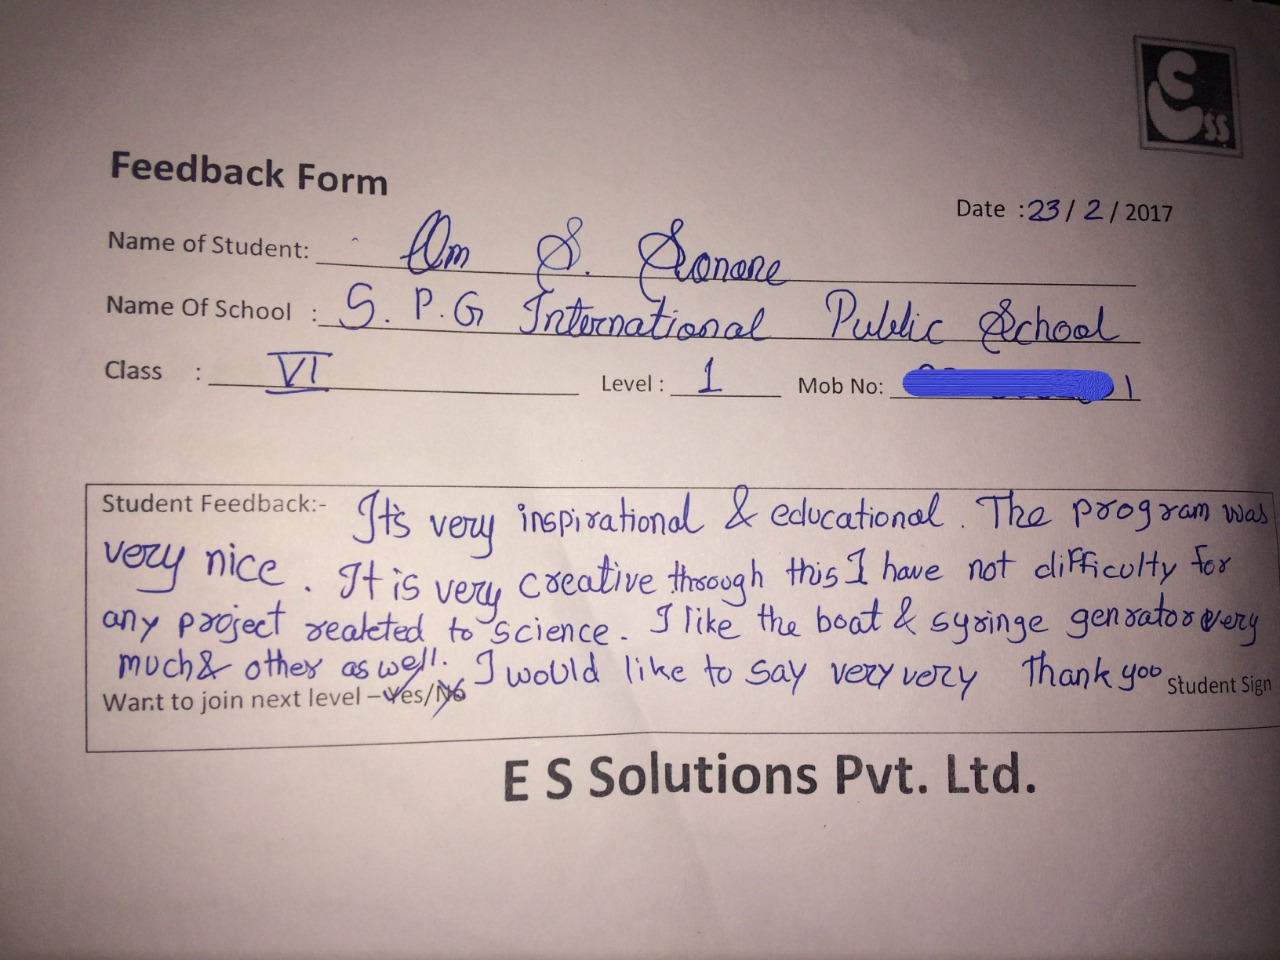 SS
Feedback Form
Date : 23 / 2 / 2017
Name of Student: Om S. Sonone
Name Of School : S. P. G International Public School
Class : VI Level : 1 Mob No: 1
Student Feedback:- It's very inspirational & educational. The program was
very nice. It is very creative through this I have not difficulty for
any project realeted to science. I like the boat & syringe genrator very
much & other as well. I would like to say very very Thank yoo
Want to join next level – Yes/No Student Sign
E S Solutions Pvt. Ltd.